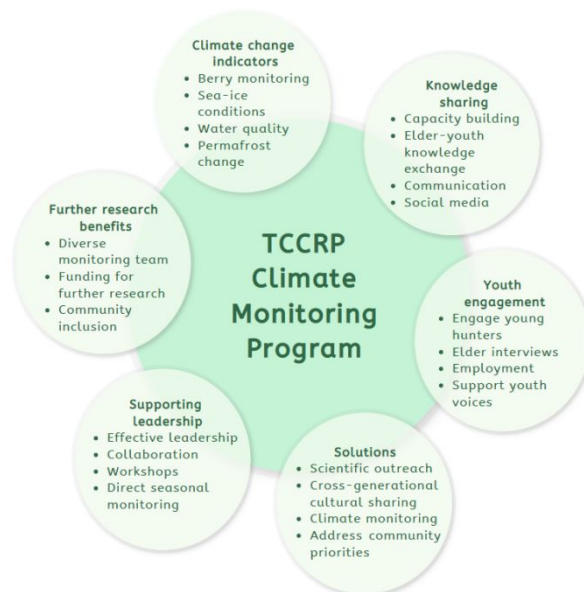 Climate change
indicators
• Berry monitoring
• Sea-ice
conditions
• Water quality
• Permafrost
change
Knowledge
sharing
• Capacity building
• Elder-youth
knowledge
exchange
• Communication
• Social media
Further research
benefits
• Diverse
monitoring team
• Funding for
further research
• Community
inclusion
TCCRP
Climate
Monitoring
Program
Youth
engagement
• Engage young
hunters
• Elder interviews
• Employment
• Support youth
voices
Supporting
leadership
• Effective leadership
• Collaboration
• Workshops
• Direct seasonal
monitoring
Solutions
• Scientific outreach
• Cross-generational
cultural sharing
• Climate monitoring
• Address community
priorities